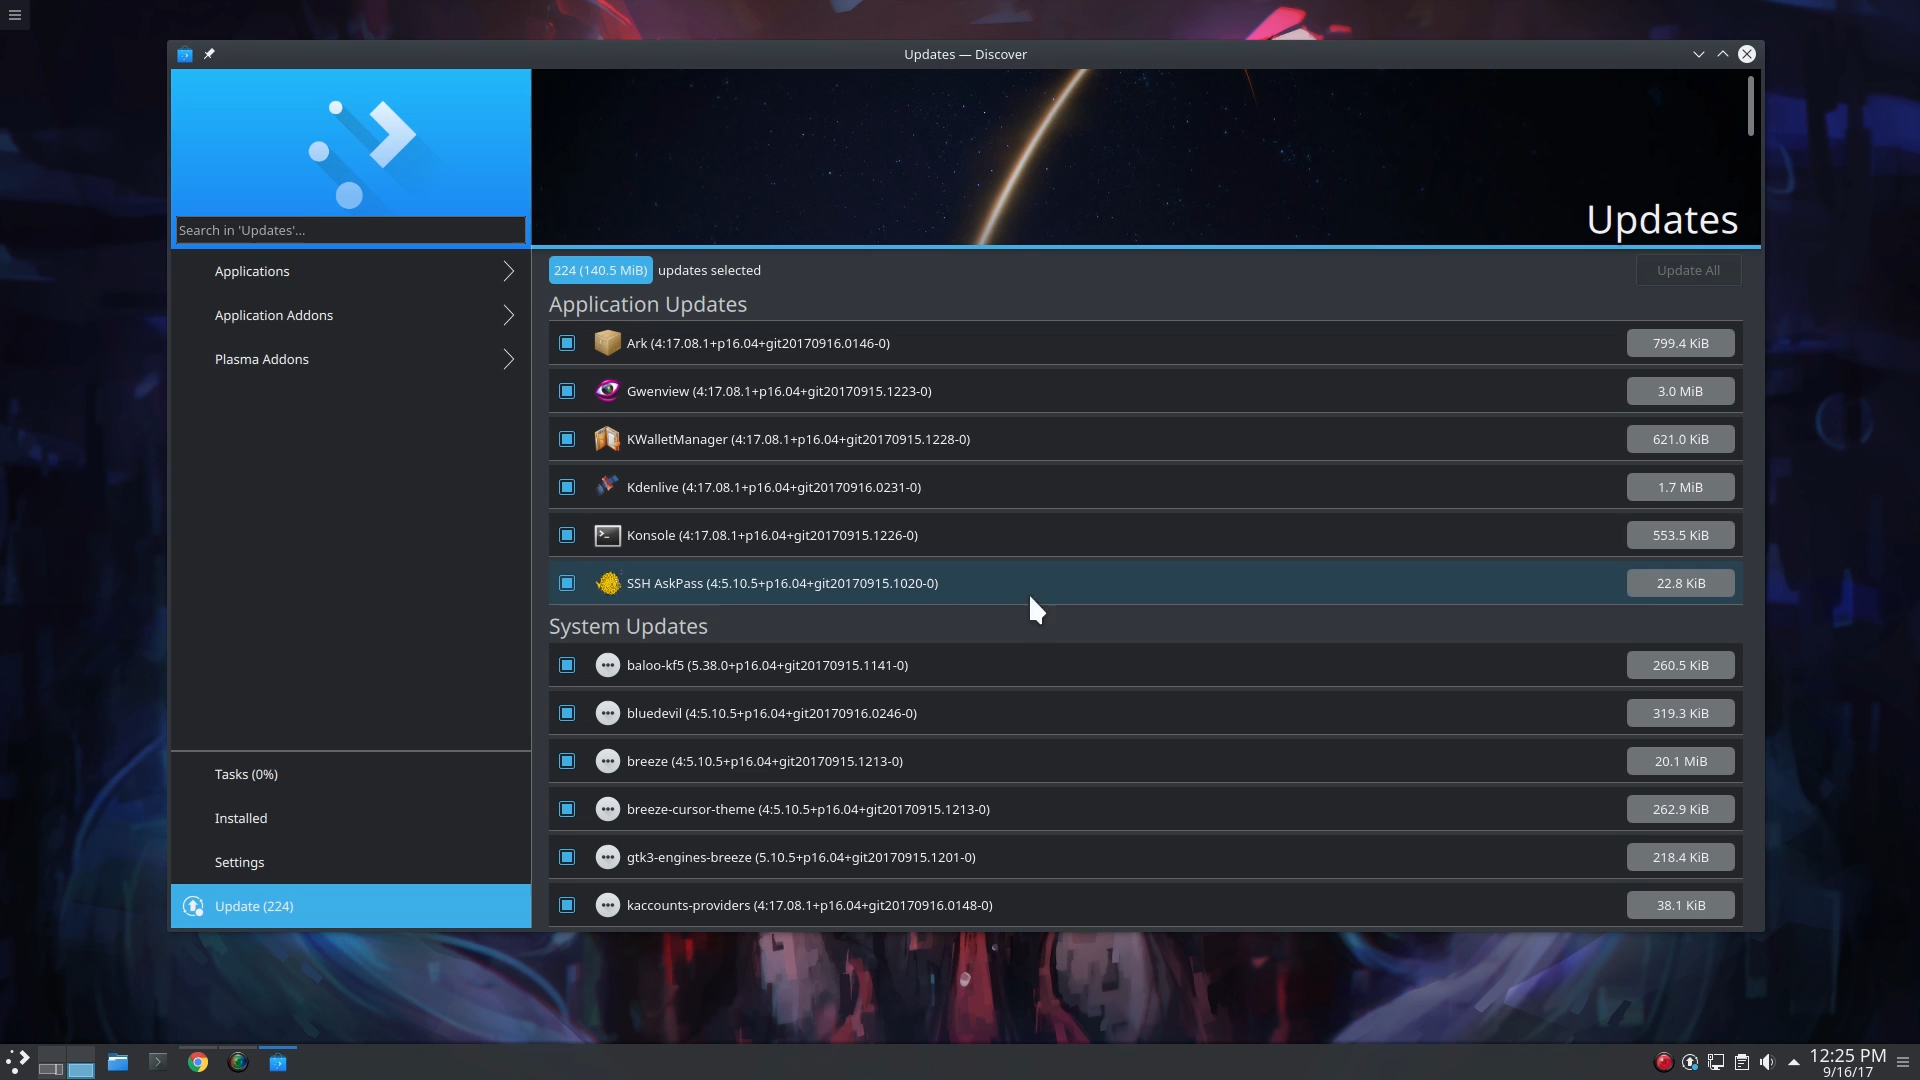 Updates — Discover
Updates
Search in 'Updates'...
Applications
Application Addons
Plasma Addons
Tasks (0%)
Installed
Settings
Update (224)
224 (140.5 MiB) updates selected
Update All
Application Updates
Ark (4:17.08.1+p16.04+git20170916.0146-0) 799.4 KiB
Gwenview (4:17.08.1+p16.04+git20170915.1223-0) 3.0 MiB
KWalletManager (4:17.08.1+p16.04+git20170915.1228-0) 621.0 KiB
Kdenlive (4:17.08.1+p16.04+git20170916.0231-0) 1.7 MiB
Konsole (4:17.08.1+p16.04+git20170915.1226-0) 553.5 KiB
SSH AskPass (4:5.10.5+p16.04+git20170915.1020-0) 22.8 KiB
System Updates
baloo-kf5 (5.38.0+p16.04+git20170915.1141-0) 260.5 KiB
bluedevil (4:5.10.5+p16.04+git20170916.0246-0) 319.3 KiB
breeze (4:5.10.5+p16.04+git20170915.1213-0) 20.1 MiB
breeze-cursor-theme (4:5.10.5+p16.04+git20170915.1213-0) 262.9 KiB
gtk3-engines-breeze (5.10.5+p16.04+git20170915.1201-0) 218.4 KiB
kaccounts-providers (4:17.08.1+p16.04+git20170916.0148-0) 38.1 KiB
12:25 PM
9/16/17